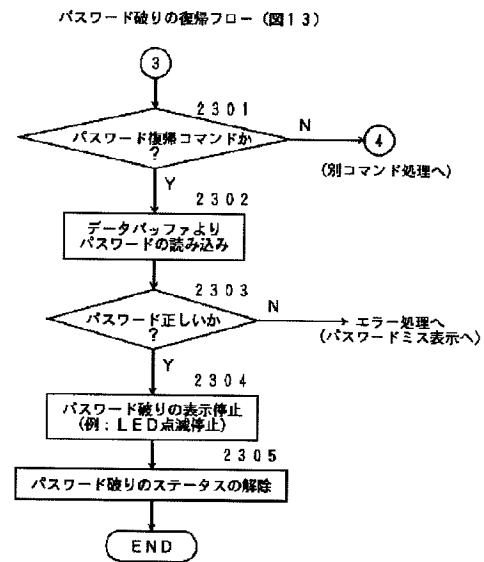 パスワード破りの復帰フロー(図13)
3
2301
パスワード復帰コマンドか
?
N
4
(別コマンド処理へ)
Y
2302
データバッファより
パスワードの読み込み
2303
パスワード正しいか
?
N
エラー処理へ
(パスワードミス表示へ)
Y
2304
パスワード破りの表示停止
(例;LED点滅停止)
2305
パスワード破りのステータスの解除
END